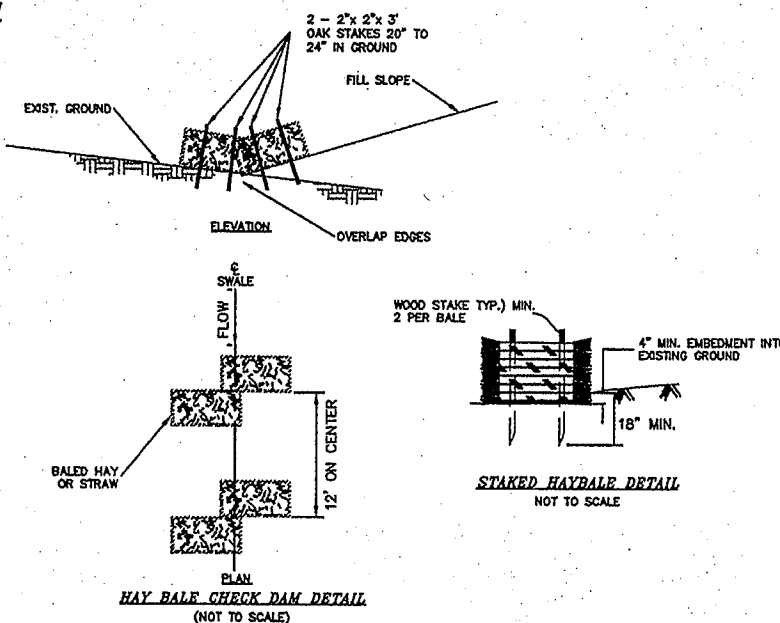 2 - 2"x 2"x 3'
OAK STAKES 20" TO
24" IN GROUND
FILL SLOPE
EXIST. GROUND
ELEVATION
OVERLAP EDGES
℄
SWALE
FLOW
12' ON CENTER
BALED HAY
OR STRAW
PLAN
HAY BALE CHECK DAM DETAIL
(NOT TO SCALE)
WOOD STAKE TYP.) MIN.
2 PER BALE
4" MIN. EMBEDMENT INT
EXISTING GROUND
18" MIN.
STAKED HAYBALE DETAIL
NOT TO SCALE